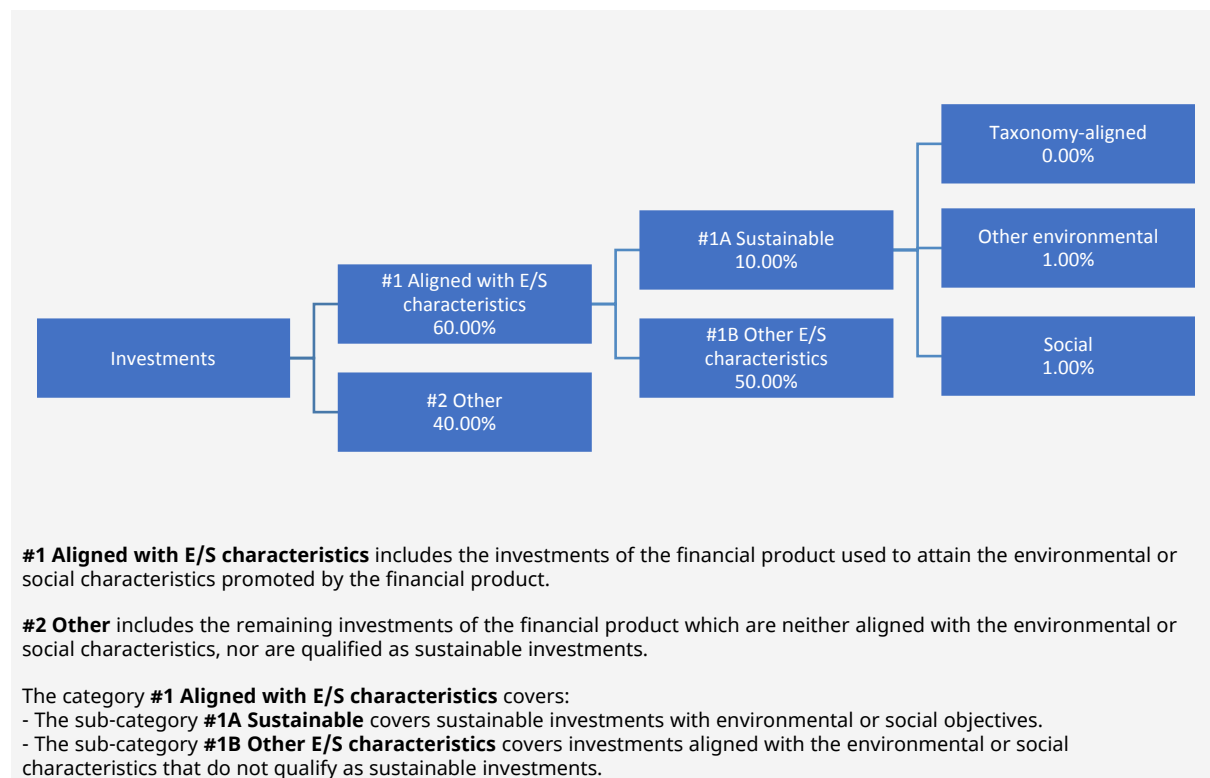 Investments
#1 Aligned with E/S
characteristics
60.00%
#2 Other
40.00%
#1A Sustainable
10.00%
#1B Other E/S
characteristics
50.00%
Taxonomy-aligned
0.00%
Other environmental
1.00%
Social
1.00%
#1 Aligned with E/S characteristics includes the investments of the financial product used to attain the environmental or
social characteristics promoted by the financial product.
#2 Other includes the remaining investments of the financial product which are neither aligned with the environmental or
social characteristics, nor are qualified as sustainable investments.
The category #1 Aligned with E/S characteristics covers:
- The sub-category #1A Sustainable covers sustainable investments with environmental or social objectives.
- The sub-category #1B Other E/S characteristics covers investments aligned with the environmental or social
characteristics that do not qualify as sustainable investments.